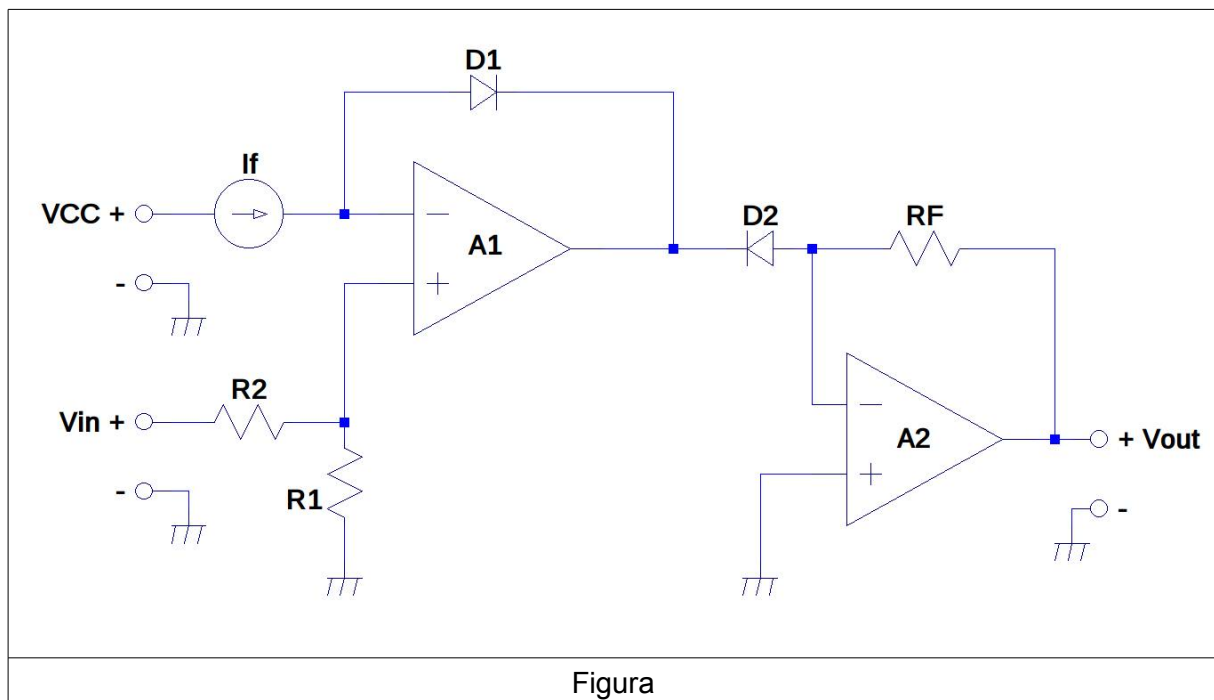 D1
If
VCC +
-
A1
D2
RF
R2
Vin +
-
R1
A2
+ Vout
-
Figura